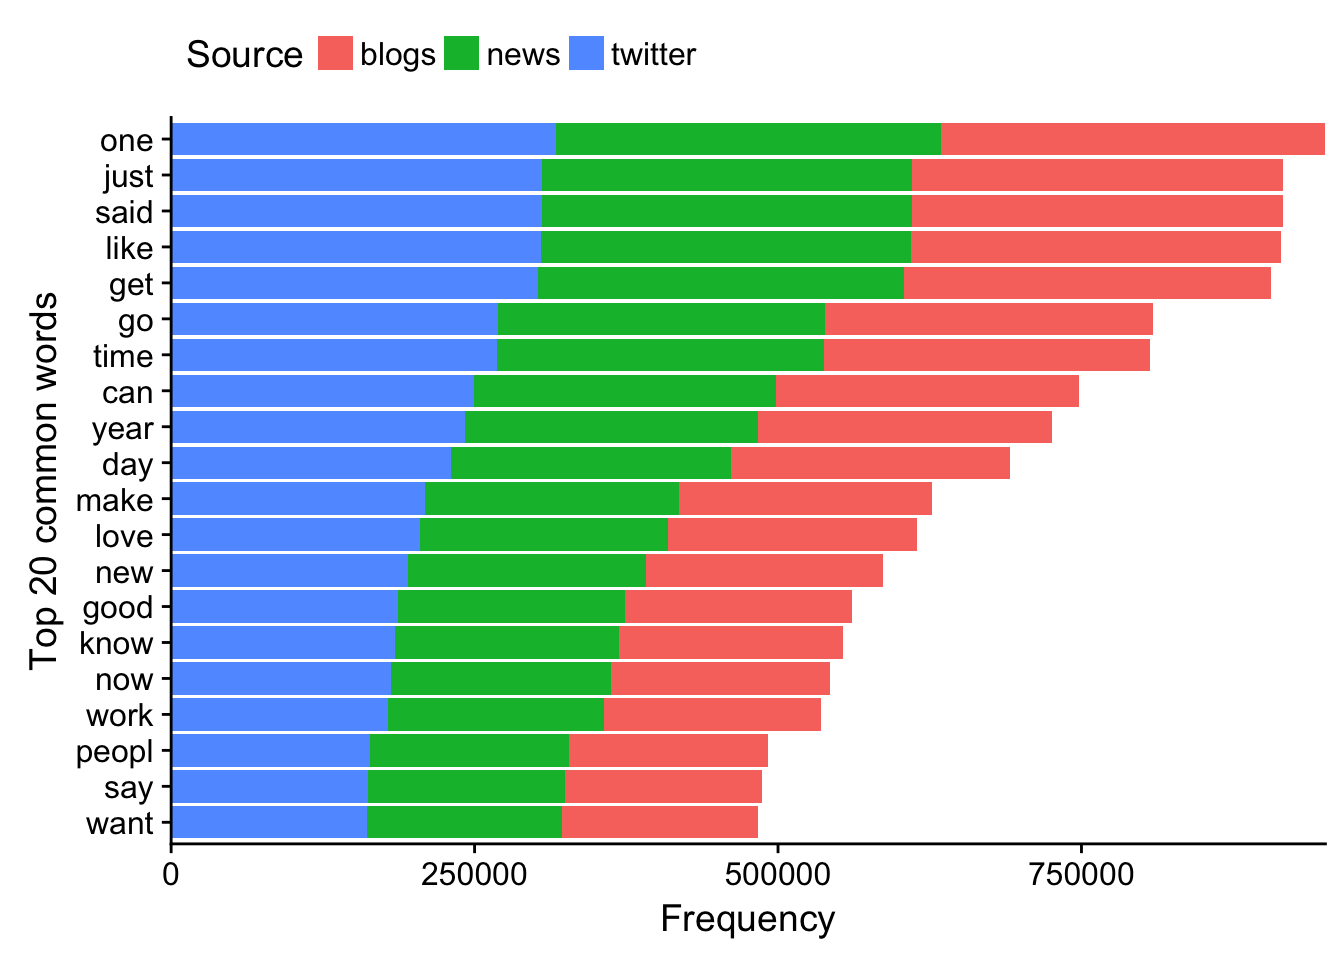 Source blogs news twitter
one
just
said
like
get
go
time
can
year
day
make
love
new
good
know
now
work
peopl
say
want
Top 20 common words
0 250000 500000 750000
Frequency